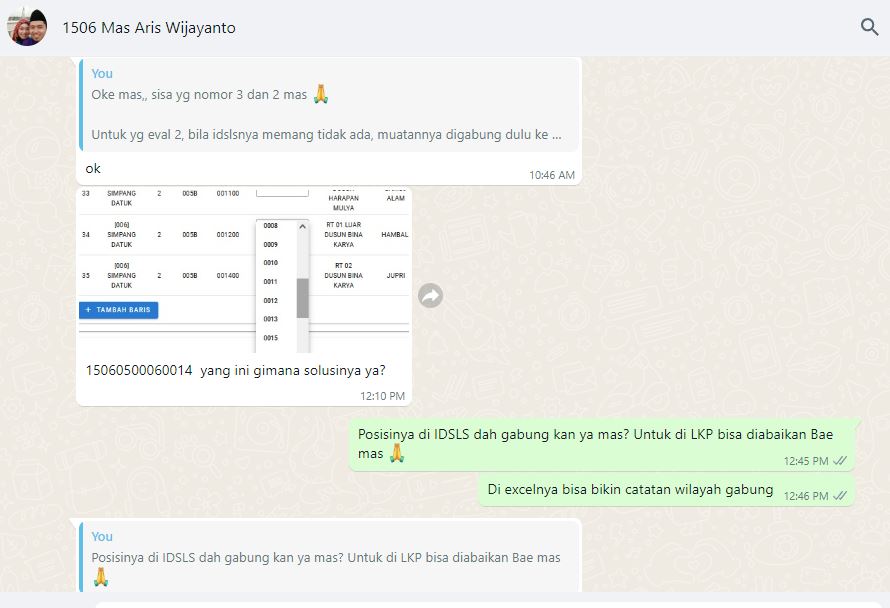 1506 Mas Aris Wijayanto
You
Oke mas,, sisa yg nomor 3 dan 2 mas 🙏
Untuk yg eval 2, bila idslsnya memang tidak ada, muatannya digabung dulu ke ...
ok
10:46 AM
33 SIMPANG DATUK 2 005B 001100 HARAPAN MULYA ALAM
34 [006] SIMPANG DATUK 2 005B 001200 RT 01 LUAR DUSUN BINA KARYA HAMBAL
35 [006] SIMPANG DATUK 2 005B 001400 RT 02 DUSUN BINA KARYA JUPRI
0008
0009
0010
0011
0012
0013
0015
+ TAMBAH BARIS
15060500060014 yang ini gimana solusinya ya?
12:10 PM
Posisinya di IDSLS dah gabung kan ya mas? Untuk di LKP bisa diabaikan Bae
mas 🙏
12:45 PM
Di excelnya bisa bikin catatan wilayah gabung
12:46 PM
You
Posisinya di IDSLS dah gabung kan ya mas? Untuk di LKP bisa diabaikan Bae mas
🙏